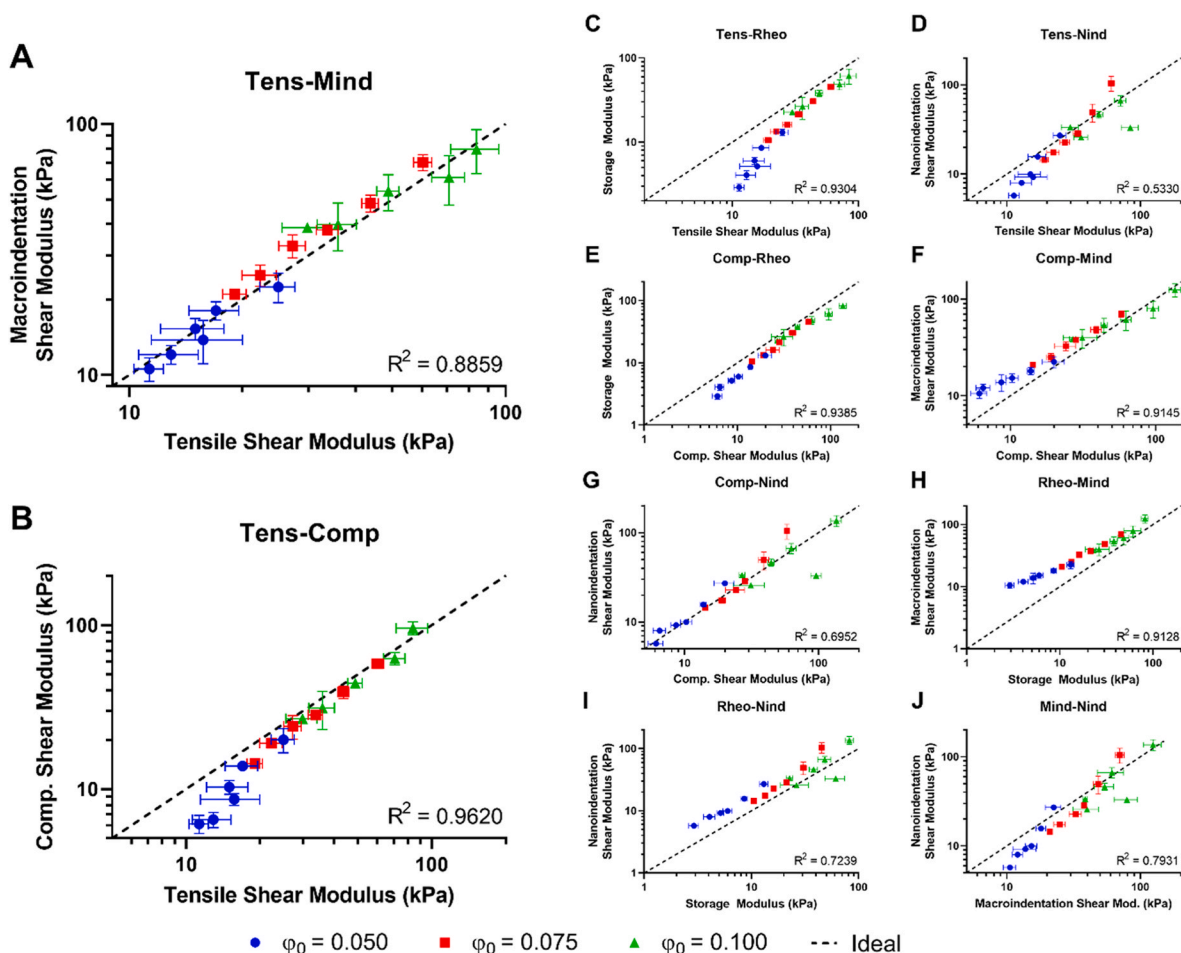 A
Tens-Mind
Macroindentation
Shear Modulus (kPa)
100
10
10
100
R² = 0.8859
Tensile Shear Modulus (kPa)
B
Tens-Comp
Comp. Shear Modulus (kPa)
100
10
10
100
R² = 0.9620
Tensile Shear Modulus (kPa)
C
Tens-Rheo
Storage Modulus (kPa)
100
10
10
100
R² = 0.9304
Tensile Shear Modulus (kPa)
D
Tens-Nind
Nanoindentation
Shear Modulus (kPa)
100
10
10
100
R² = 0.5330
Tensile Shear Modulus (kPa)
E
Comp-Rheo
Storage Modulus (kPa)
100
10
1
1
10
100
R² = 0.9385
Comp. Shear Modulus (kPa)
F
Comp-Mind
Macroindentation
Shear Modulus (kPa)
100
10
10
100
R² = 0.9145
Comp. Shear Modulus (kPa)
G
Comp-Nind
Nanoindentation
Shear Modulus (kPa)
100
10
10
100
R² = 0.6952
Comp. Shear Modulus (kPa)
H
Rheo-Mind
Macroindentation
Shear Modulus (kPa)
100
10
1
1
10
100
R² = 0.9128
Storage Modulus (kPa)
I
Rheo-Nind
Nanoindentation
Shear Modulus (kPa)
100
10
1
1
10
100
R² = 0.7239
Storage Modulus (kPa)
J
Mind-Nind
Nanoindentation
Shear Modulus (kPa)
100
10
10
100
R² = 0.7931
Macroindentation Shear Mod. (kPa)
φ₀ = 0.050 φ₀ = 0.075 φ₀ = 0.100 Ideal